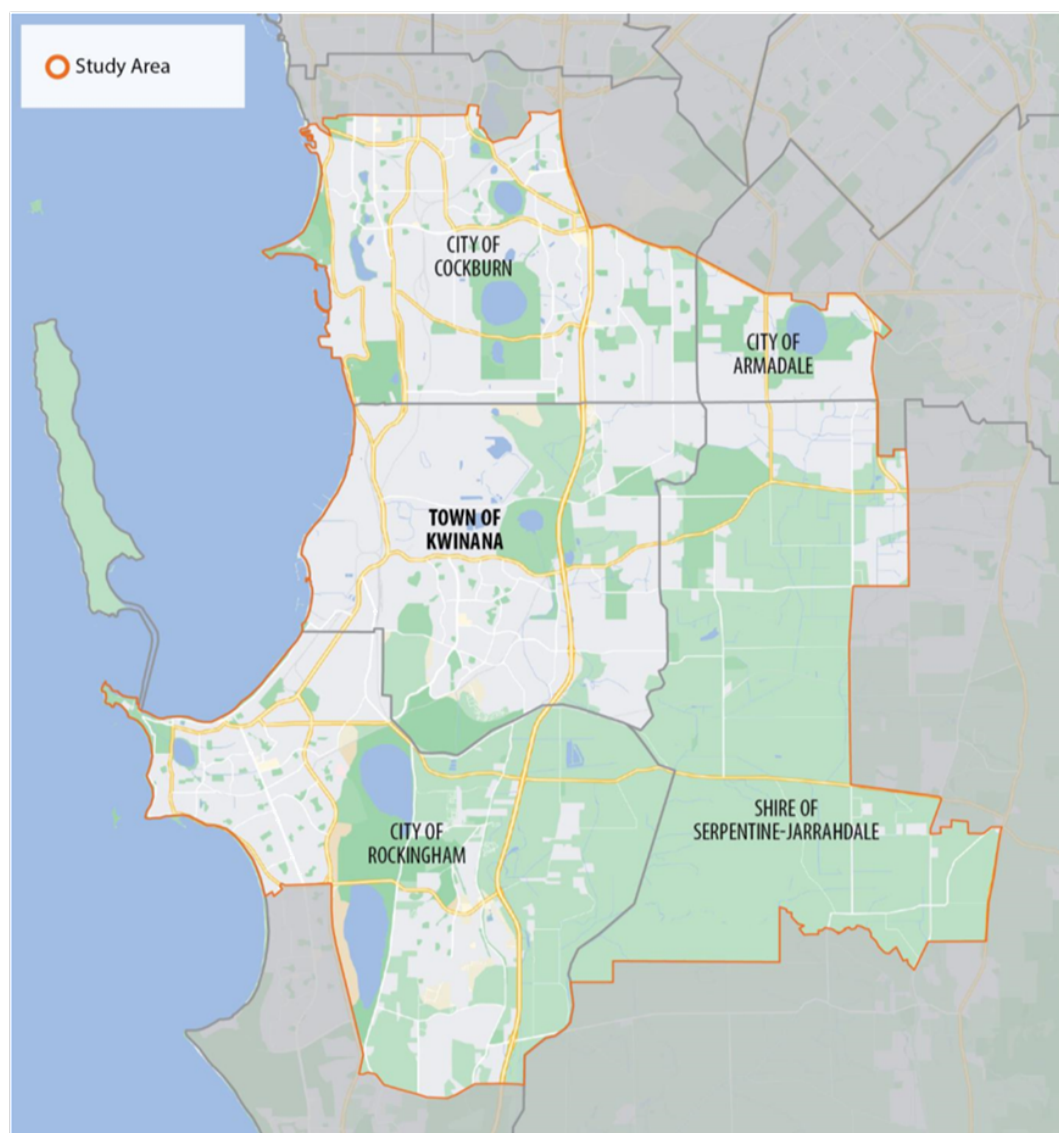 Study Area
CITY OF
COCKBURN
CITY OF
ARMADALE
TOWN OF
KWINANA
SHIRE OF
SERPENTINE-JARRAHDALE
CITY OF
ROCKINGHAM